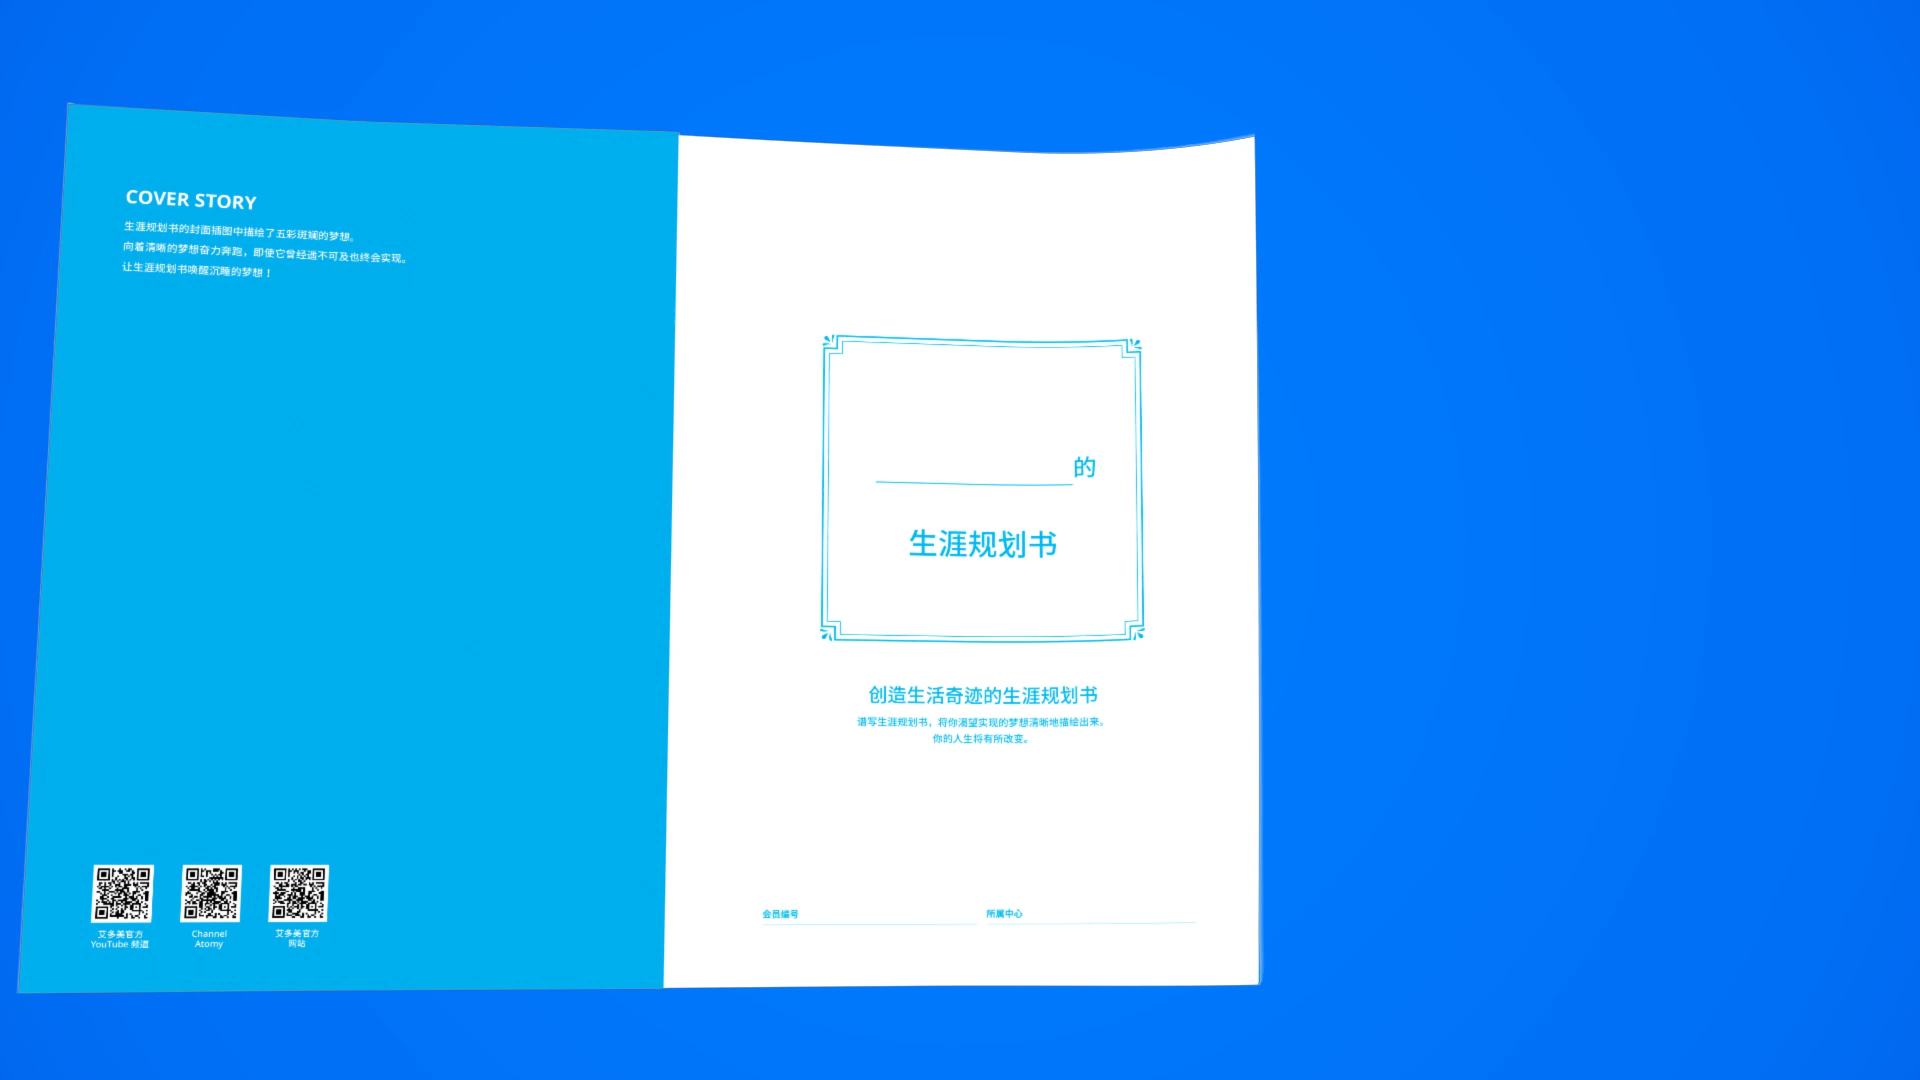 COVER STORY
生涯规划书的封面插图中描绘了五彩斑斓的梦想。
向着清晰的梦想奋力奔跑，即使它曾经遥不可及也终会实现。
让生涯规划书唤醒沉睡的梦想！
艾多美官方
YouTube 频道
Channel
Atomy
艾多美官方
网站
的
生涯规划书
创造生活奇迹的生涯规划书
谱写生涯规划书，将你渴望实现的梦想清晰地描绘出来。
你的人生将有所改变。
会员编号
所属中心